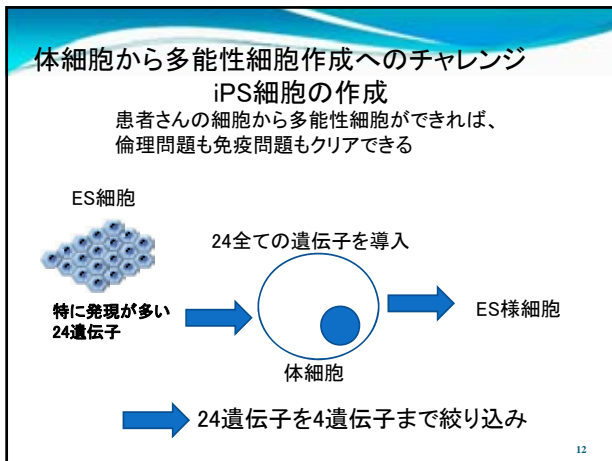 体細胞から多能性細胞作成へのチャレンジ
iPS細胞の作成
患者さんの細胞から多能性細胞ができれば、
倫理問題も免疫問題もクリアできる
ES細胞
24全ての遺伝子を導入
特に発現が多い
24遺伝子
ES様細胞
体細胞
24遺伝子を4遺伝子まで絞り込み
12